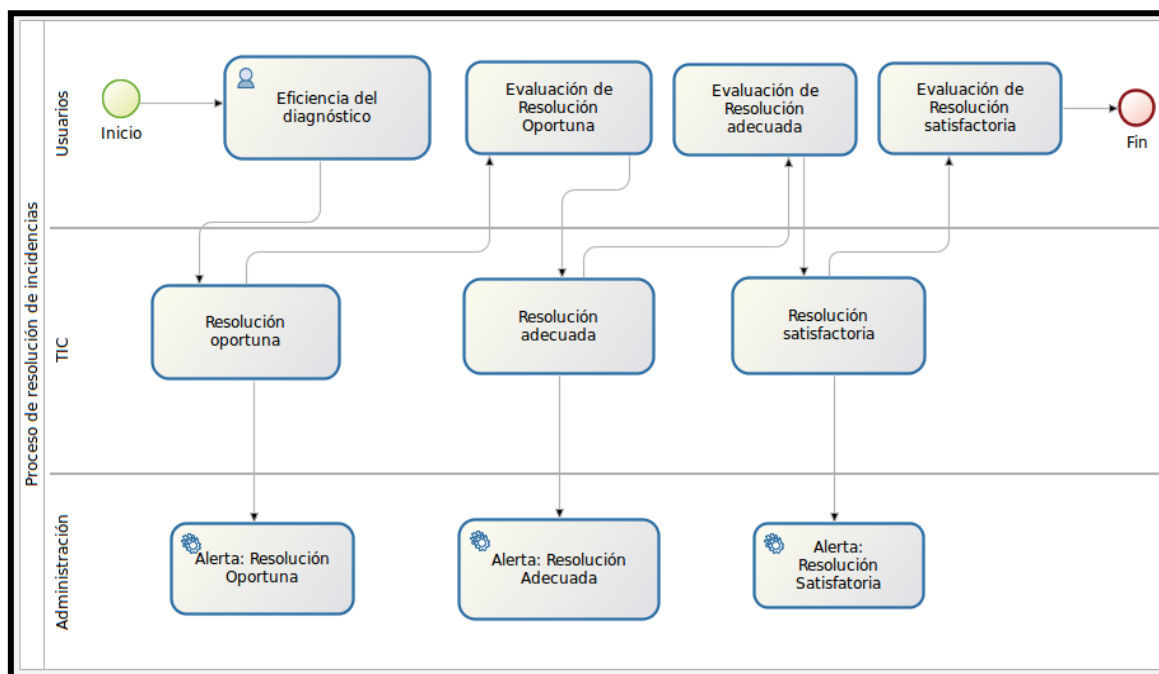 Proceso de resolución de incidencias
Usuarios
Inicio
Eficiencia del
diagnóstico
Evaluación de
Resolución
Oportuna
Evaluación de
Resolución
adecuada
Evaluación de
Resolución
satisfactoria
Fin
TIC
Resolución
oportuna
Resolución
adecuada
Resolución
satisfactoria
Administración
Alerta: Resolución
Oportuna
Alerta: Resolución
Adecuada
Alerta:
Resolución
Satisfatoria